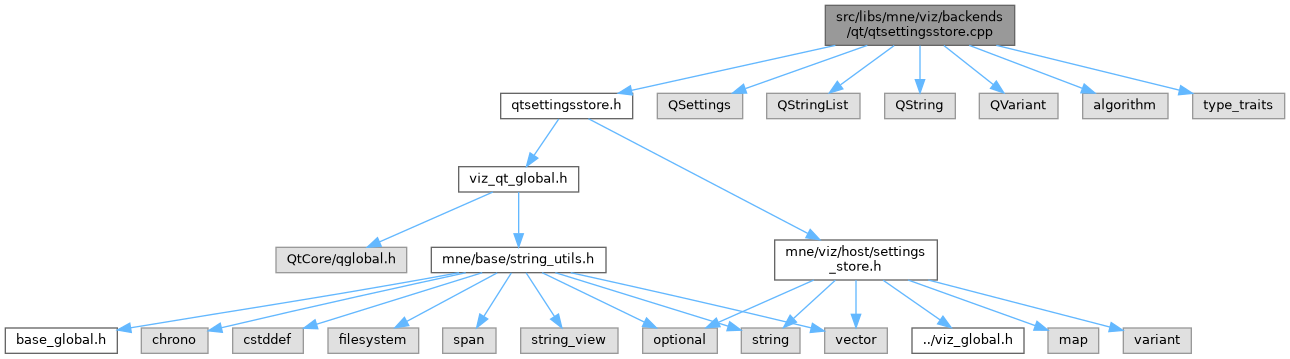 src/libs/mne/viz/backends
/qt/qtsettingsstore.cpp
qtsettingsstore.h
QSettings
QStringList
QString
QVariant
algorithm
type_traits
viz_qt_global.h
QtCore/qglobal.h
mne/base/string_utils.h
mne/viz/host/settings
_store.h
base_global.h
chrono
cstddef
filesystem
span
string_view
optional
string
vector
../viz_global.h
map
variant